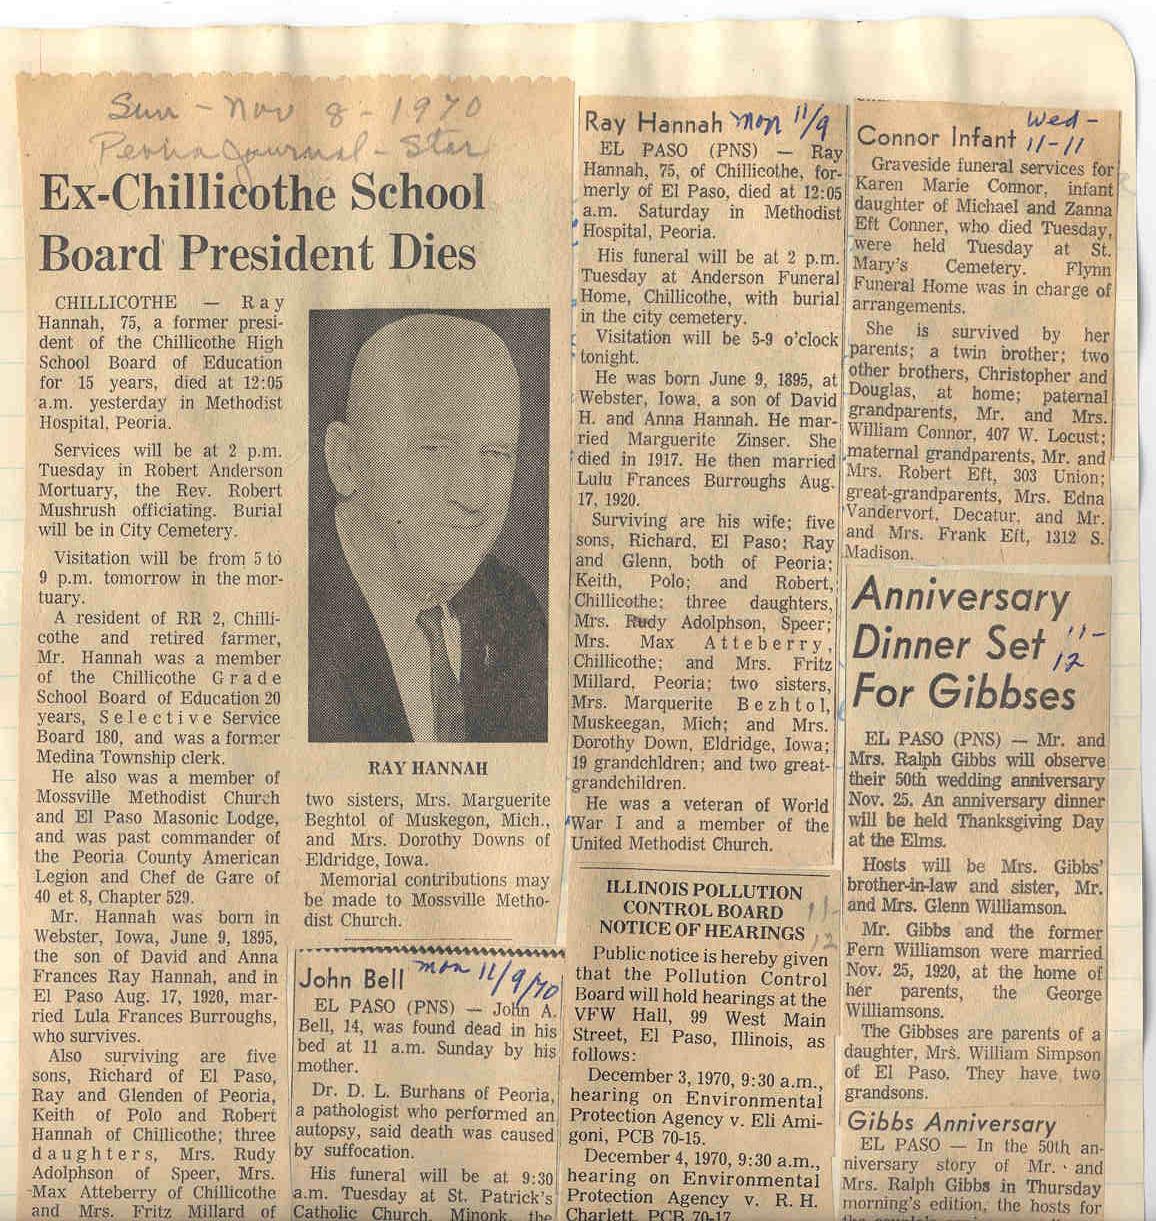 Sun - Nov 8 - 1970
Peoria Journal - Star
Ex-Chillicothe School
Board President Dies
CHILLICOTHE — Ray
Hannah, 75, a former presi-
dent of the Chillicothe High
School Board of Education
for 15 years, died at 12:05
a.m. yesterday in Methodist
Hospital, Peoria.
Services will be at 2 p.m.
Tuesday in Robert Anderson
Mortuary, the Rev. Robert
Mushrush officiating. Burial
will be in City Cemetery.
Visitation will be from 5 to
9 p.m. tomorrow in the mor-
tuary.
A resident of RR 2, Chilli-
cothe and retired farmer,
Mr. Hannah was a member
of the Chillicothe Grade
School Board of Education 20
years, Selective Service
Board 180, and was a former
Medina Township clerk.
He also was a member of
Mossville Methodist Church
and El Paso Masonic Lodge,
and was past commander of
the Peoria County American
Legion and Chef de Gare of
40 et 8, Chapter 529.
Mr. Hannah was born in
Webster, Iowa, June 9, 1895,
the son of David and Anna
Frances Ray Hannah, and in
El Paso Aug. 17, 1920, mar-
ried Lula Frances Burroughs,
who survives.
Also surviving are five
sons, Richard of El Paso,
Ray and Glenden of Peoria,
Keith of Polo and Robert
Hannah of Chillicothe; three
daughters, Mrs. Rudy
Adolphson of Speer, Mrs.
Max Atteberry of Chillicothe
and Mrs. Fritz Millard of
RAY HANNAH
two sisters, Mrs. Marguerite
Beghtol of Muskegon, Mich.,
and Mrs. Dorothy Downs of
Eldridge, Iowa.
Memorial contributions may
be made to Mossville Metho-
dist Church.
John Bell Mon 11/9/70
EL PASO (PNS) — John A.
Bell, 14, was found dead in his
bed at 11 a.m. Sunday by his
mother.
Dr. D. L. Burhans of Peoria,
a pathologist who performed an
autopsy, said death was caused
by suffocation.
His funeral will be at 9:30
a.m. Tuesday at St. Patrick's
Catholic Church, Minonk, the
Ray Hannah Mon 11/9
EL PASO (PNS) — Ray
Hannah, 75, of Chillicothe, for-
merly of El Paso, died at 12:05
a.m. Saturday in Methodist
Hospital, Peoria.
His funeral will be at 2 p.m.
Tuesday at Anderson Funeral
Home, Chillicothe, with burial
in the city cemetery.
Visitation will be 5-9 o'clock
tonight.
He was born June 9, 1895, at
Webster, Iowa, a son of David
H. and Anna Hannah. He mar-
ried Marguerite Zinser. She
died in 1917. He then married
Lulu Frances Burroughs Aug.
17, 1920.
Surviving are his wife; five
sons, Richard, El Paso; Ray
and Glenn, both of Peoria;
Keith, Polo; and Robert,
Chillicothe; three daughters,
Mrs. Rudy Adolphson, Speer;
Mrs. Max Atteberry,
Chillicothe; and Mrs. Fritz
Millard, Peoria; two sisters,
Mrs. Marquerite Bezhtol,
Muskeegan, Mich; and Mrs.
Dorothy Down, Eldridge, Iowa;
19 grandchldren; and two great-
grandchildren.
He was a veteran of World
War I and a member of the
United Methodist Church.
ILLINOIS POLLUTION
CONTROL BOARD 11-
NOTICE OF HEARINGS 12
Public notice is hereby given
that the Pollution Control
Board will hold hearings at the
VFW Hall, 99 West Main
Street, El Paso, Illinois, as
follows:
December 3, 1970, 9:30 a.m.,
hearing on Environmental
Protection Agency v. Eli Ami-
goni, PCB 70-15.
December 4, 1970, 9:30 a.m.,
hearing on Environmental
Protection Agency v. R. H.
Charlett, PCB 70-17
Wed -
Connor Infant 11-11
Graveside funeral services for
Karen Marie Connor, infant
daughter of Michael and Zanna
Eft Conner, who died Tuesday,
were held Tuesday at St.
Mary's Cemetery. Flynn
Funeral Home was in charge of
arrangements.
She is survived by her
parents; a twin brother; two
other brothers, Christopher and
Douglas, at home; paternal
grandparents, Mr. and Mrs.
William Connor, 407 W. Locust;
maternal grandparents, Mr. and
Mrs. Robert Eft, 303 Union;
great-grandparents, Mrs. Edna
Vandervort, Decatur, and Mr.
and Mrs. Frank Eft, 1312 S.
Madison.
Anniversary
Dinner Set 11-
12
For Gibbses
EL PASO (PNS) — Mr. and
Mrs. Ralph Gibbs will observe
their 50th wedding anniversary
Nov. 25. An anniversary dinner
will be held Thanksgiving Day
at the Elms.
Hosts will be Mrs. Gibbs'
brother-in-law and sister, Mr.
and Mrs. Glenn Williamson.
Mr. Gibbs and the former
Fern Williamson were married
Nov. 25, 1920, at the home of
her parents, the George
Williamsons.
The Gibbses are parents of a
daughter, Mrs. William Simpson
of El Paso. They have two
grandsons.
Gibbs Anniversary
EL PASO — In the 50th an-
niversary story of Mr. and
Mrs. Ralph Gibbs in Thursday
morning's edition, the hosts for